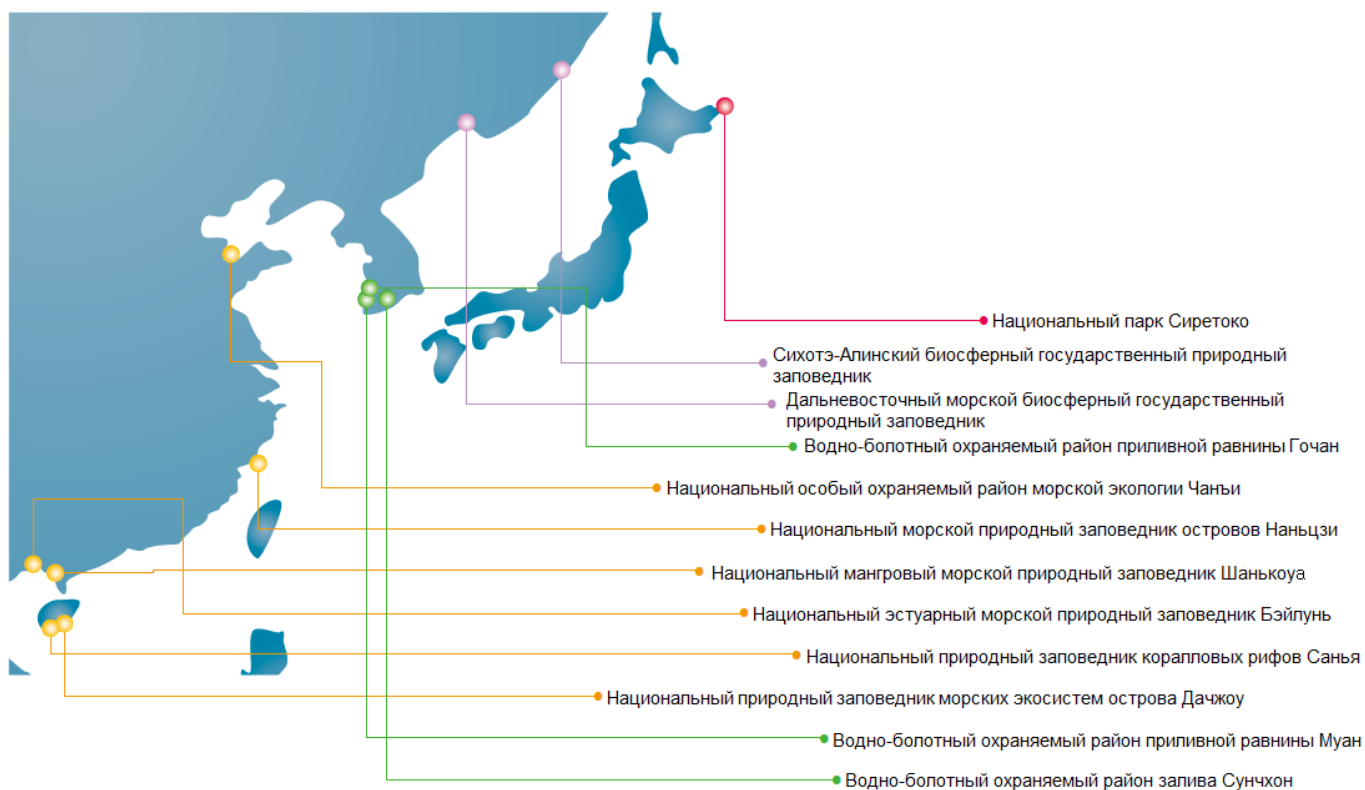 Национальный парк Сиретоко
Сихотэ-Алинский биосферный государственный природный
заповедник
Дальневосточный морской биосферный государственный
природный заповедник
Водно-болотный охраняемый район приливной равнины Гочан
Национальный особый охраняемый район морской экологии Чанъи
Национальный морской природный заповедник островов Наньцзи
Национальный мангровый морской природный заповедник Шанькоуа
Национальный эстуарный морской природный заповедник Бэйлунь
Национальный природный заповедник коралловых рифов Санья
Национальный природный заповедник морских экосистем острова Дачжоу
Водно-болотный охраняемый район приливной равнины Муан
Водно-болотный охраняемый район залива Сунчхон